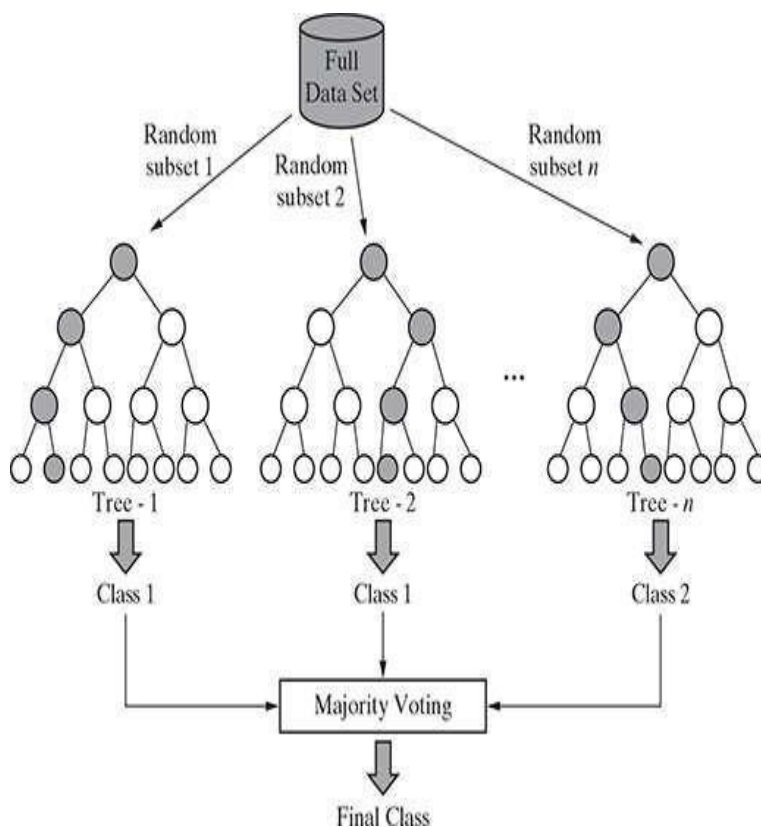 Full
Data Set
Random
subset 1
Random
subset 2
Random
subset n
...
Tree - 1
Tree - 2
Tree - n
Class 1
Class 1
Class 2
Majority Voting
Final Class